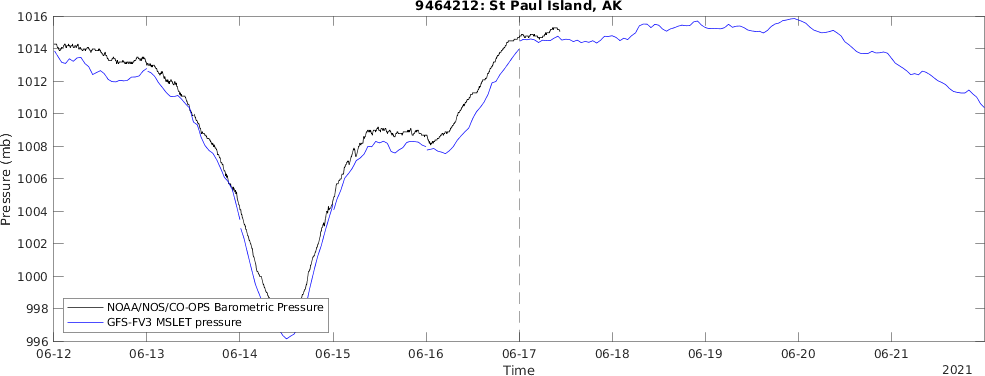 9464212: St Paul Island, AK
1016
1014
1012
1010
1008
1006
1004
1002
1000
998
996
Pressure (mb)
NOAA/NOS/CO-OPS Barometric Pressure
GFS-FV3 MSLET pressure
06-12 06-13 06-14 06-15 06-16 06-17 06-18 06-19 06-20 06-21
Time
2021